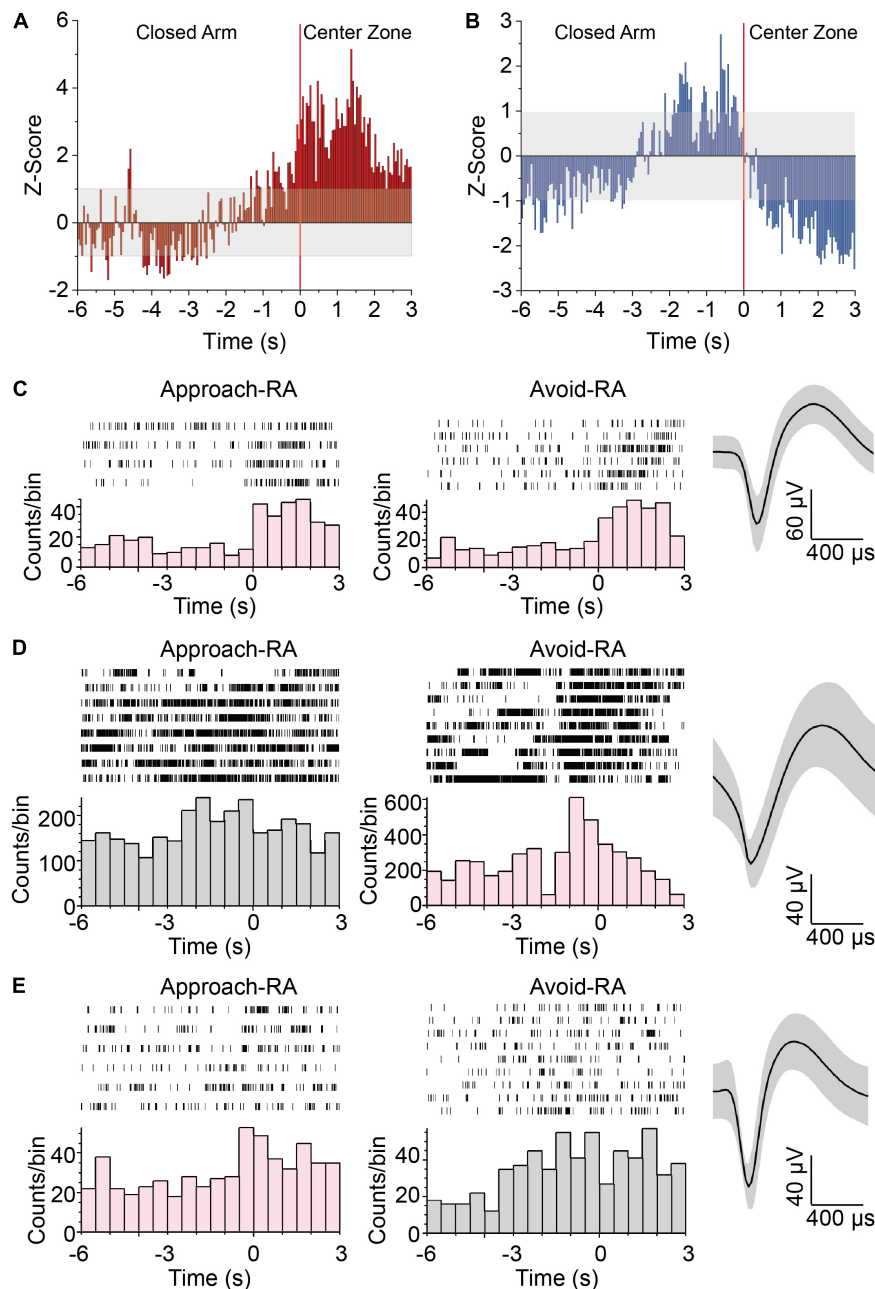 A
Closed Arm
Center Zone
Z-Score
6
4
2
0
-2
-6 -5 -4 -3 -2 -1 0 1 2 3
Time (s)
B
Closed Arm
Center Zone
Z-Score
3
2
1
0
-1
-2
-3
-6 -5 -4 -3 -2 -1 0 1 2 3
Time (s)
C
Approach-RA
Counts/bin
40
20
0
-6 -3 0 3
Time (s)
Avoid-RA
Counts/bin
40
20
0
-6 -3 0 3
Time (s)
60 µV
400 µs
D
Approach-RA
Counts/bin
200
100
0
-6 -3 0 3
Time (s)
Avoid-RA
Counts/bin
600
400
200
0
-6 -3 0 3
Time (s)
40 µV
400 µs
E
Approach-RA
Counts/bin
40
20
0
-6 -3 0 3
Time (s)
Avoid-RA
Counts/bin
40
20
0
-6 -3 0 3
Time (s)
40 µV
400 µs